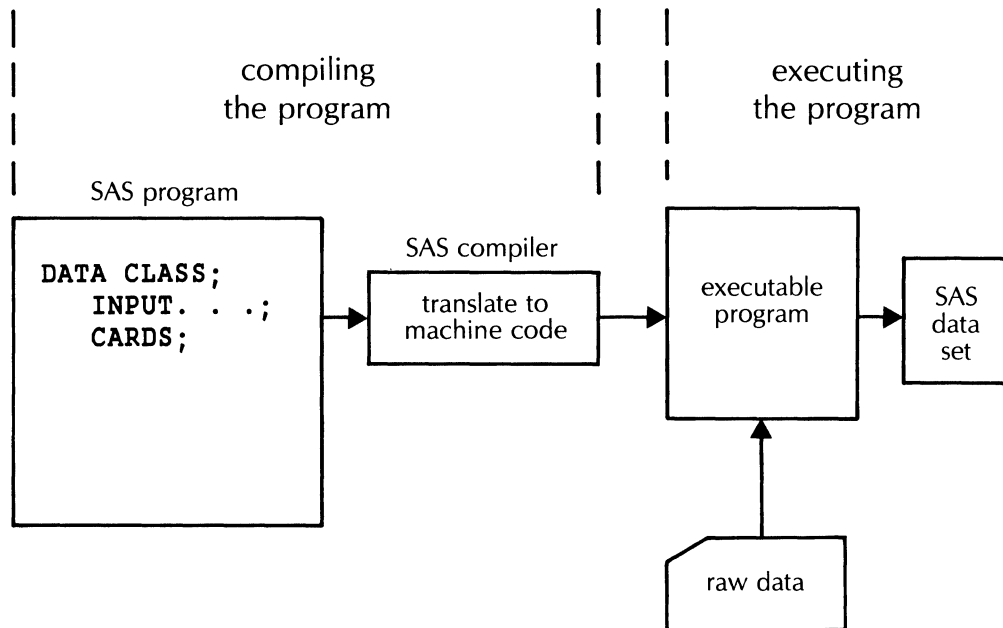 compiling
the program
executing
the program
SAS program
DATA CLASS;
INPUT. . .;
CARDS;
SAS compiler
translate to
machine code
executable
program
SAS
data
set
raw data